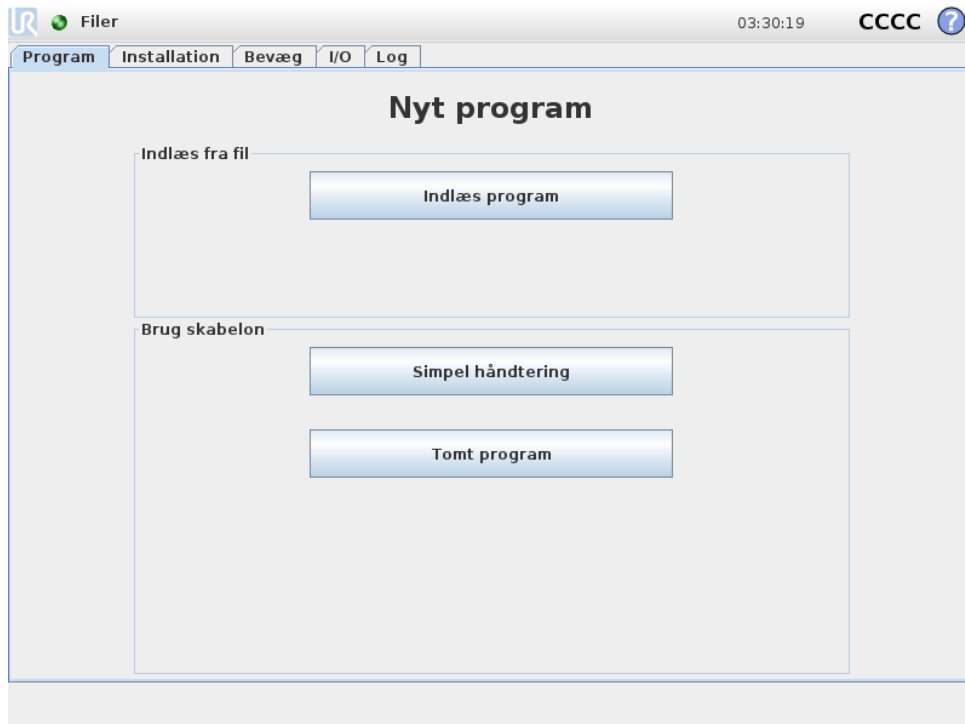 UR
Filer 03:30:19 CCCC ?
Program Installation Bevæg I/O Log
Nyt program
Indlæs fra fil
Indlæs program
Brug skabelon
Simpel håndtering
Tomt program